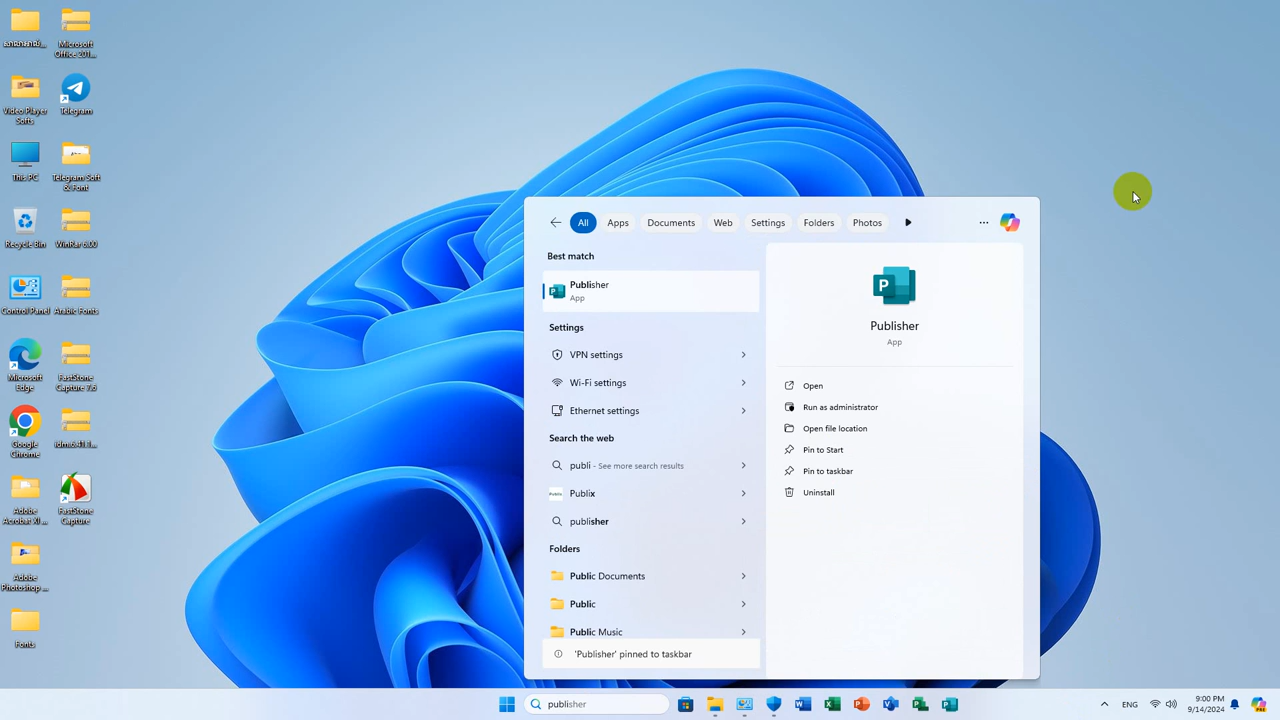 Microsoft
Office 201...
Video Player
Softs
Telegram
This PC
Telegram Soft
& Font
Recycle Bin
WinRar 6.00
Control Panel
Arabic Fonts
Microsoft
Edge
FastStone
Capture 7.6
Google
Chrome
idm.6.41.1...
Adobe
Acrobat XI ...
FastStone
Capture
Adobe
Photoshop ...
Fonts
All
Apps
Documents
Web
Settings
Folders
Photos
Best match
Publisher
App
Settings
VPN settings
Wi-Fi settings
Ethernet settings
Search the web
publi - See more search results
Publix
publisher
Folders
Public Documents
Public
Public Music
'Publisher' pinned to taskbar
P
Publisher
App
Open
Run as administrator
Open file location
Pin to Start
Pin to taskbar
Uninstall
publisher
ENG
9:00 PM
9/14/2024